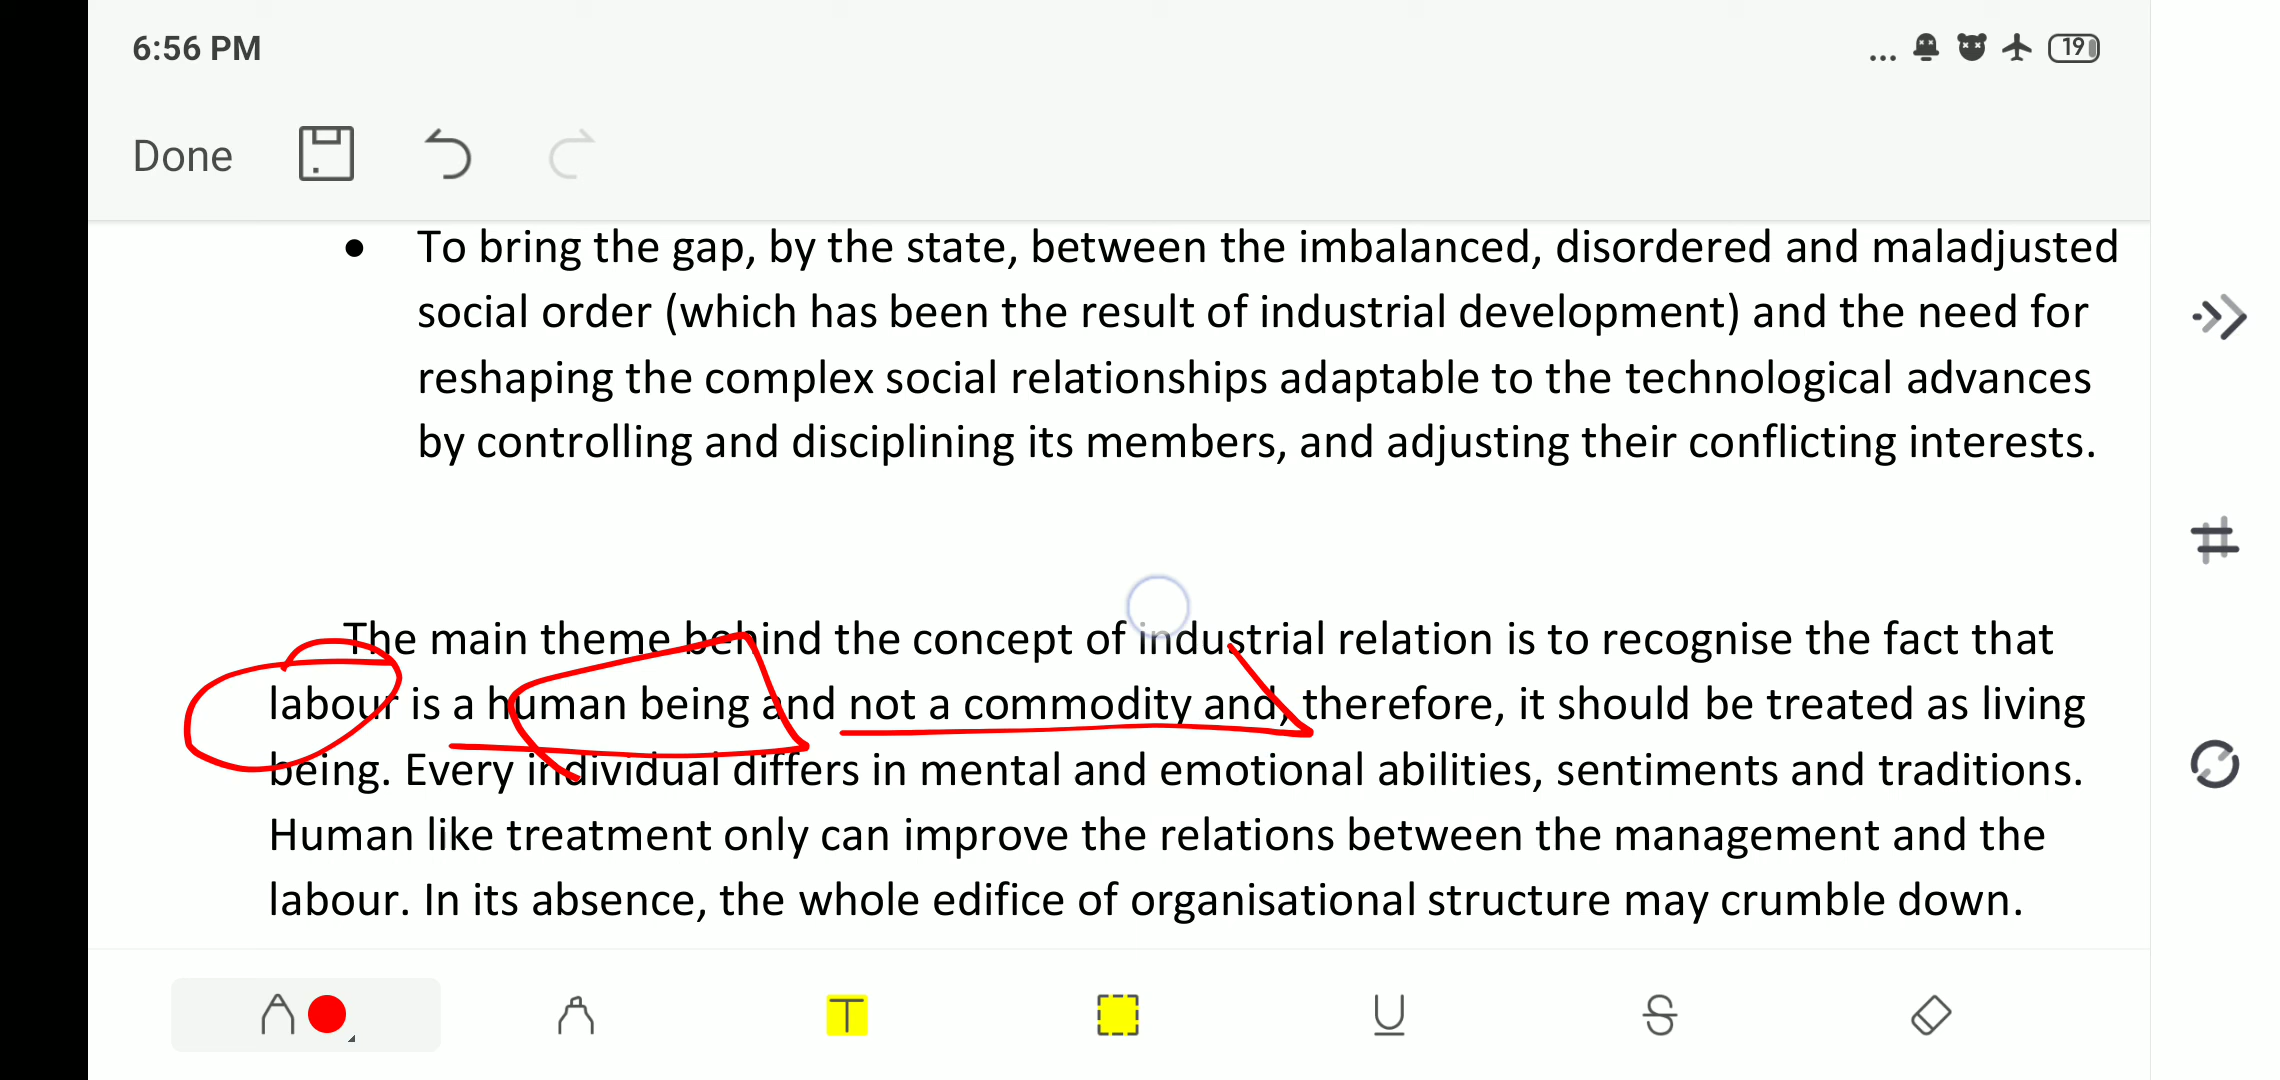 6:56 PM
... 19
Done
• To bring the gap, by the state, between the imbalanced, disordered and maladjusted
social order (which has been the result of industrial development) and the need for
reshaping the complex social relationships adaptable to the technological advances
by controlling and disciplining its members, and adjusting their conflicting interests.
The main theme behind the concept of industrial relation is to recognise the fact that
labour is a human being and not a commodity and, therefore, it should be treated as living
being. Every individual differs in mental and emotional abilities, sentiments and traditions.
Human like treatment only can improve the relations between the management and the
labour. In its absence, the whole edifice of organisational structure may crumble down.
T U S